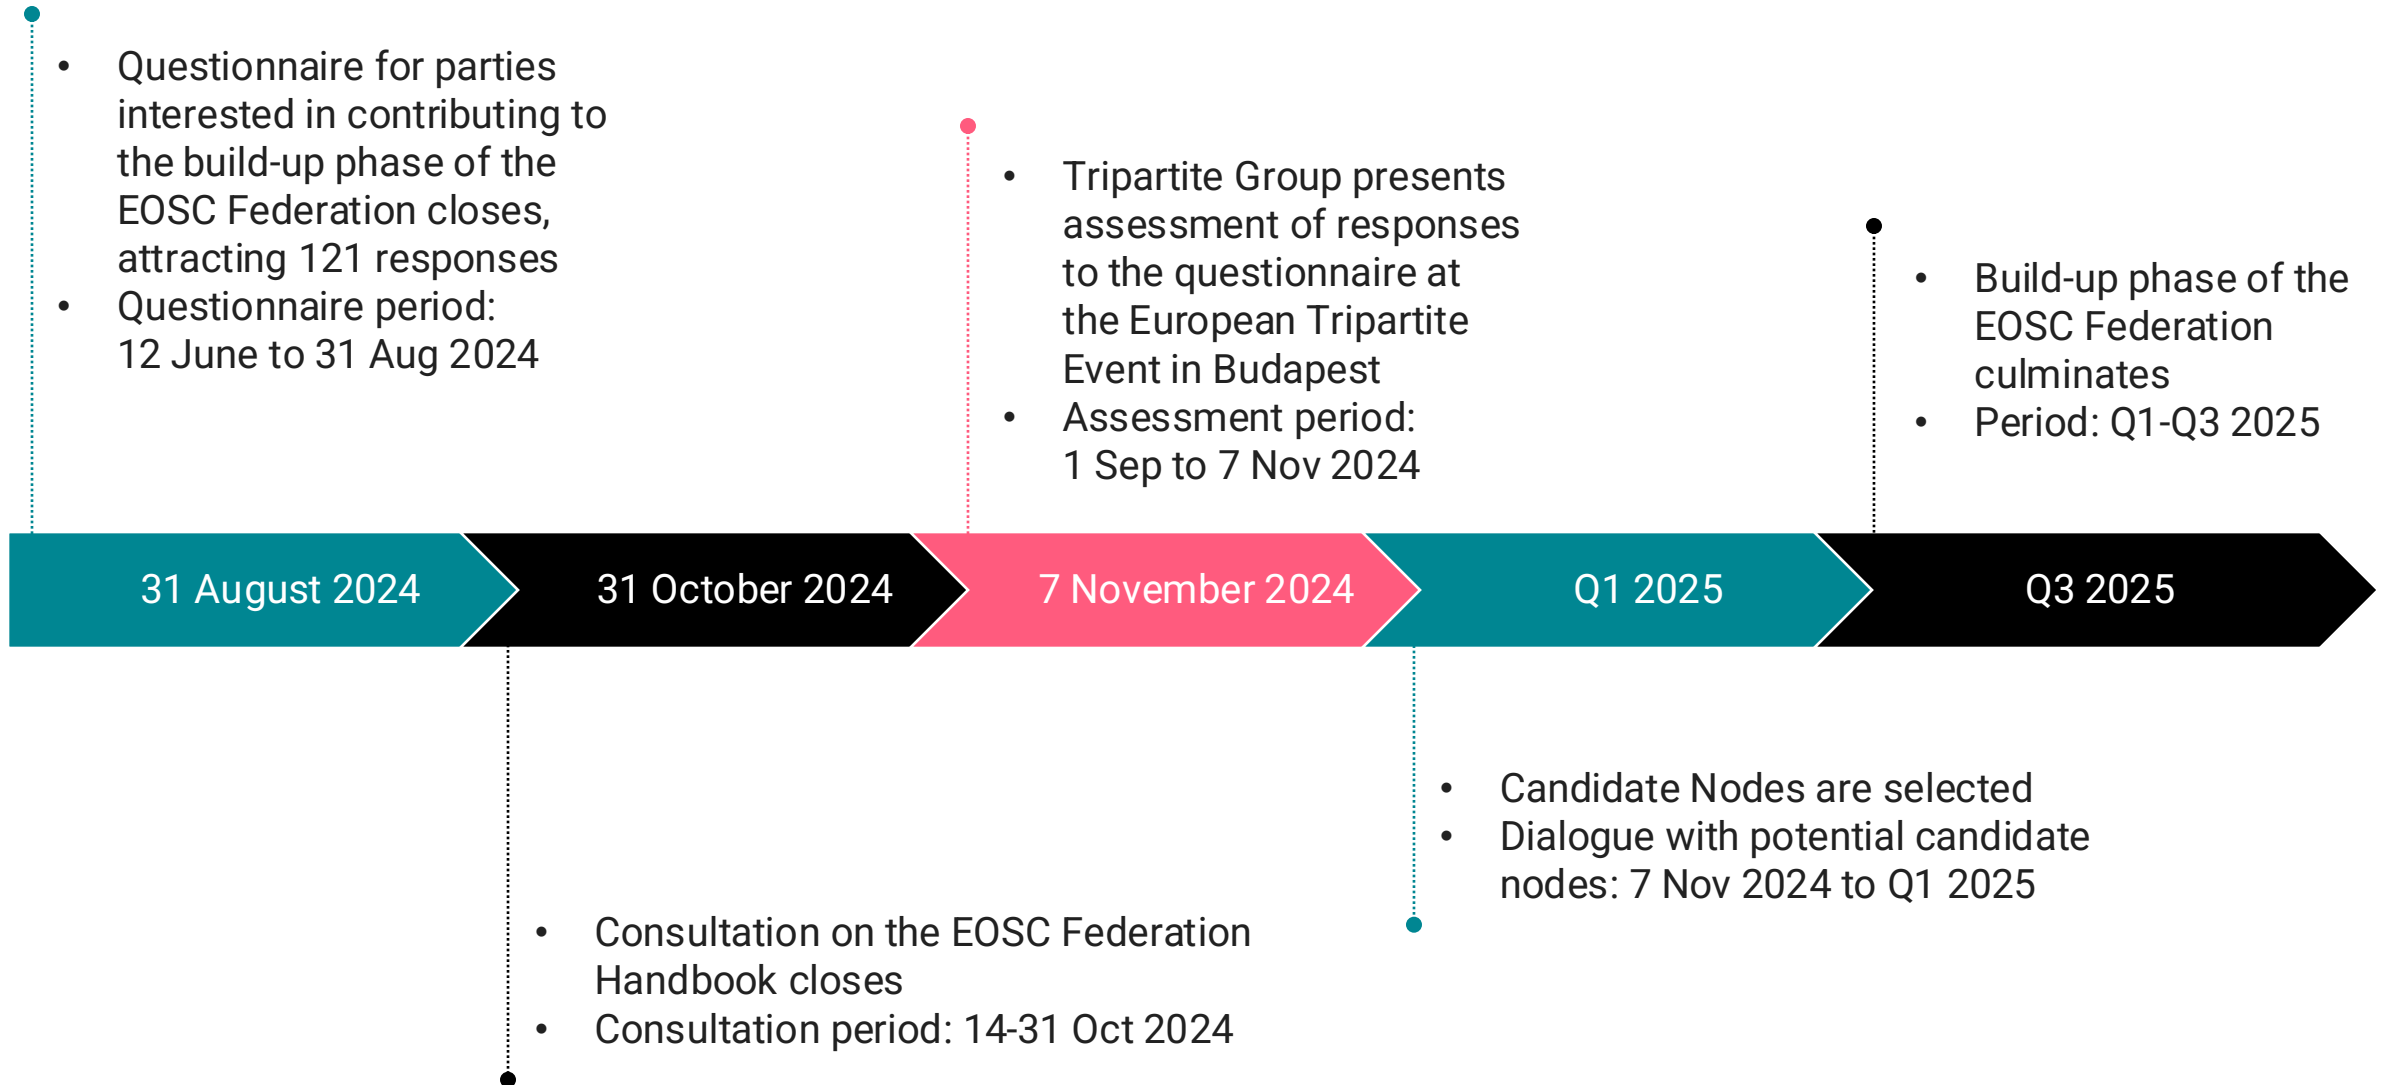 • Questionnaire for parties
interested in contributing to
the build-up phase of the
EOSC Federation closes,
attracting 121 responses
• Questionnaire period:
12 June to 31 Aug 2024
• Tripartite Group presents
assessment of responses
to the questionnaire at
the European Tripartite
Event in Budapest
• Assessment period:
1 Sep to 7 Nov 2024
• Build-up phase of the
EOSC Federation
culminates
• Period: Q1-Q3 2025
31 August 2024
31 October 2024
7 November 2024
Q1 2025
Q3 2025
• Candidate Nodes are selected
• Dialogue with potential candidate
nodes: 7 Nov 2024 to Q1 2025
• Consultation on the EOSC Federation
Handbook closes
• Consultation period: 14-31 Oct 2024